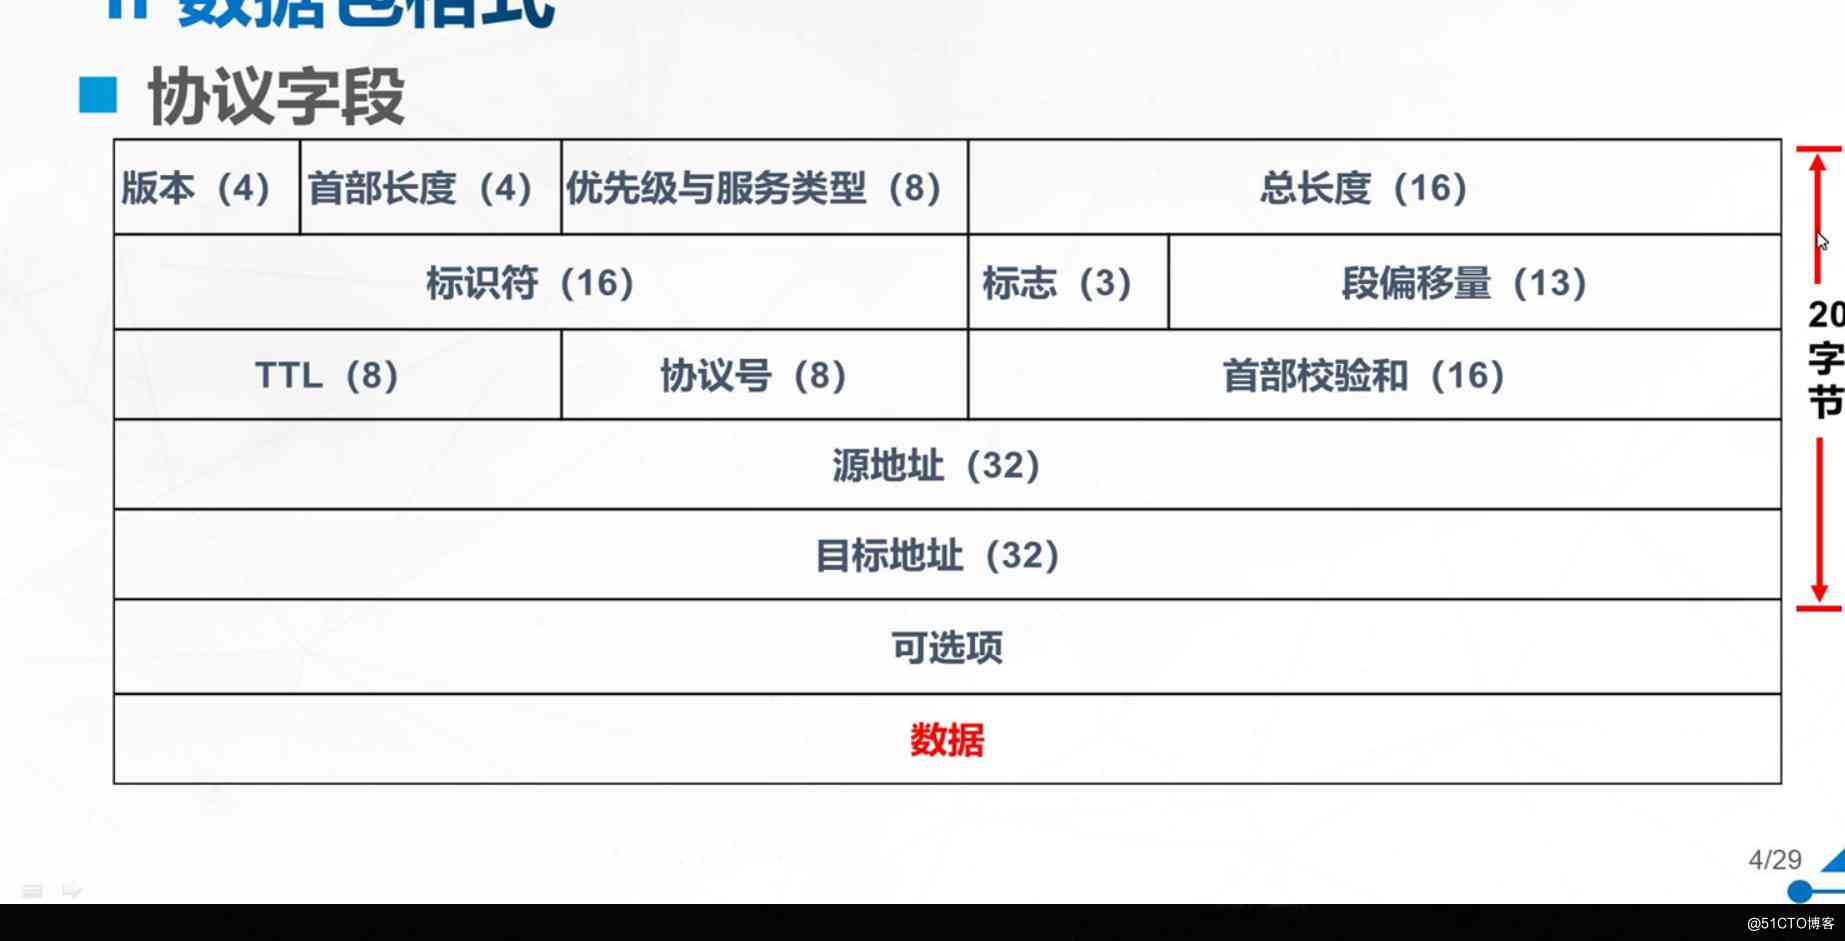 IP 数据包格式
协议字段
版本（4） 首部长度（4） 优先级与服务类型（8） 总长度（16）
标识符（16） 标志（3） 段偏移量（13）
TTL（8） 协议号（8） 首部校验和（16）
源地址（32）
目标地址（32）
可选项
数据
20
字
节
4/29
@51CTO博客